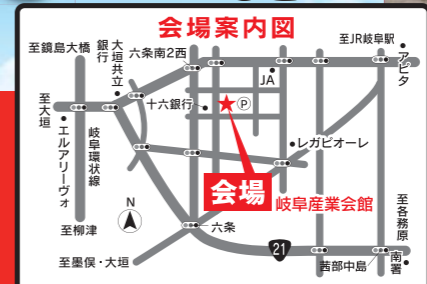 会場案内図
至鏡島大橋
大垣共立銀行
六条南2西
至JR岐阜駅
アピタ
JA
至大垣
十六銀行
P
エルアリーヴォ
岐阜環状線
レガビオーレ
会場
岐阜産業会館
N
至各務原
六条
至柳津
21
至墨俣・大垣
茜部中島
南署